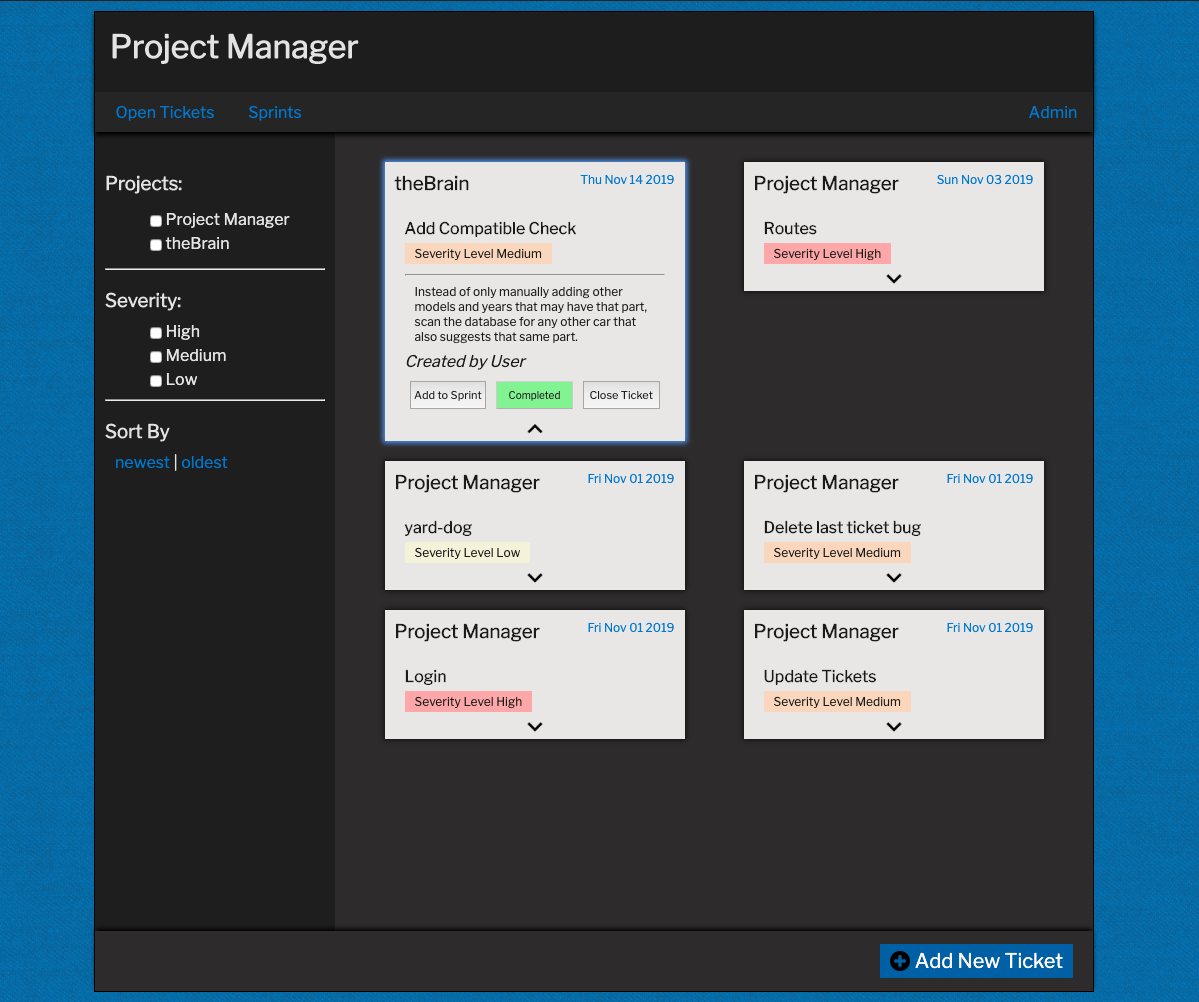 Project Manager
Open Tickets
Sprints
Admin
Projects:
Project Manager
theBrain
Severity:
High
Medium
Low
Sort By
newest | oldest
theBrain
Thu Nov 14 2019
Add Compatible Check
Severity Level Medium
Instead of only manually adding other
models and years that may have that part,
scan the database for any other car that
also suggests that same part.
Created by User
Add to Sprint
Completed
Close Ticket
Project Manager
Sun Nov 03 2019
Routes
Severity Level High
Project Manager
Fri Nov 01 2019
yard-dog
Severity Level Low
Project Manager
Fri Nov 01 2019
Delete last ticket bug
Severity Level Medium
Project Manager
Fri Nov 01 2019
Login
Severity Level High
Project Manager
Fri Nov 01 2019
Update Tickets
Severity Level Medium
Add New Ticket